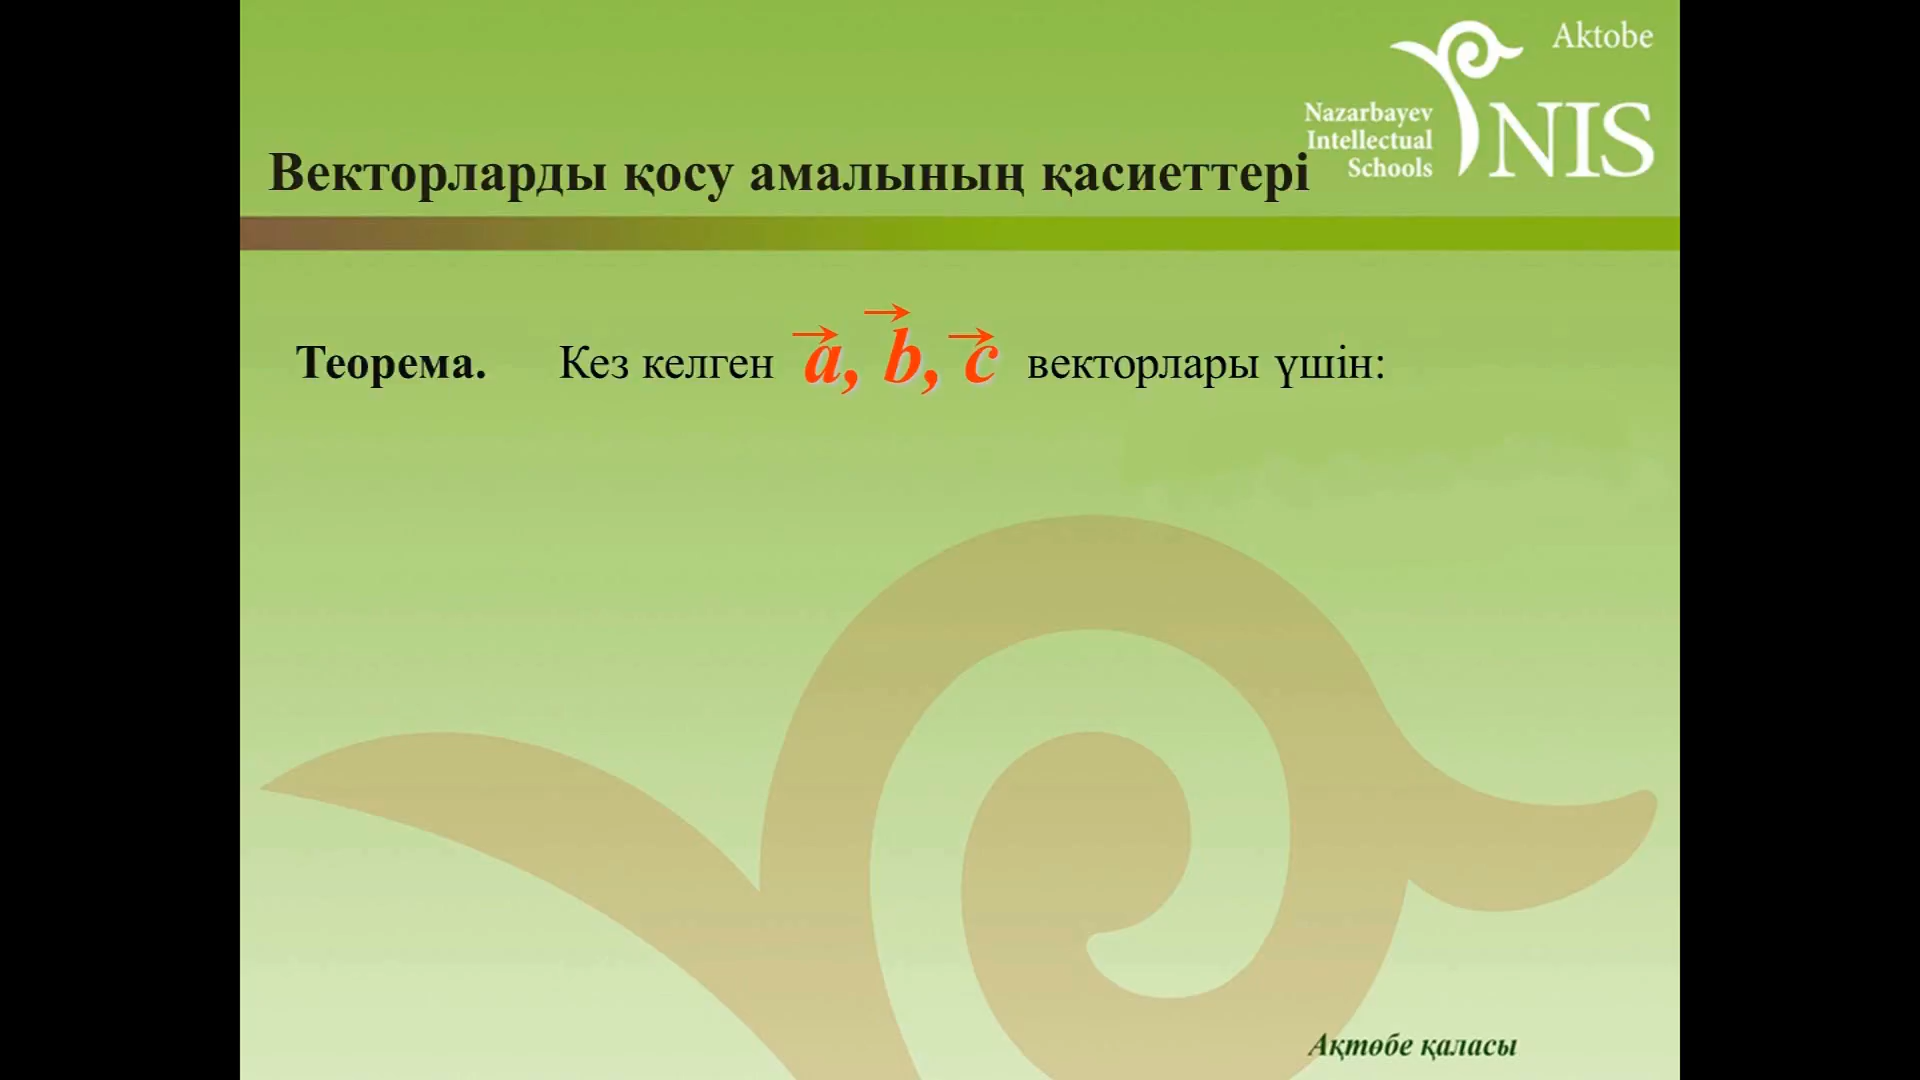 Aktobe
Nazarbayev
Intellectual
Schools
NIS
Векторларды қосу амалының қасиеттері
Теорема. Кез келген a, b, c векторлары үшін:
Ақтөбе қаласы